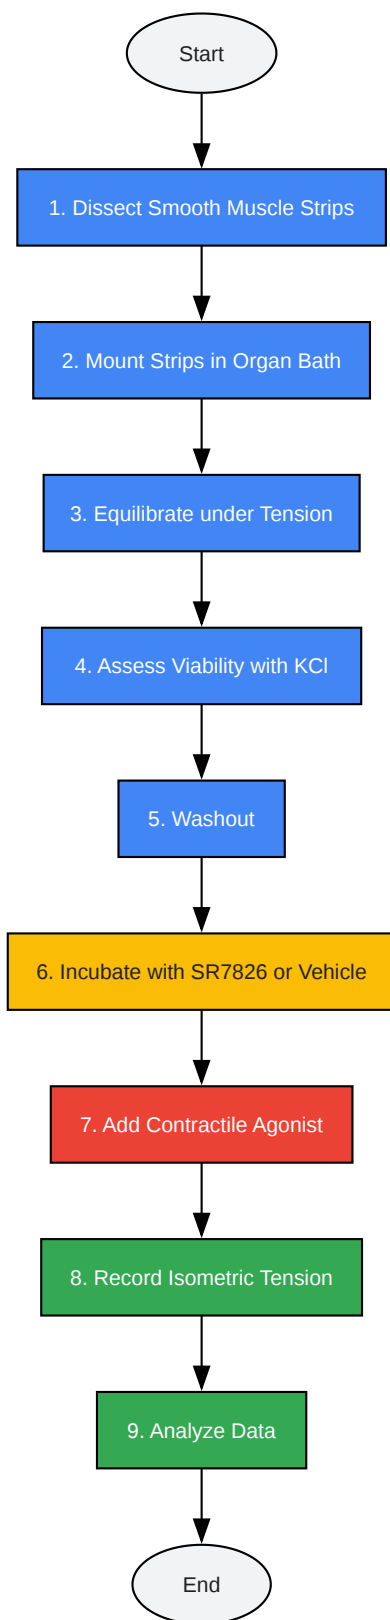 Start
1. Dissect Smooth Muscle Strips
2. Mount Strips in Organ Bath
3. Equilibrate under Tension
4. Assess Viability with KCl
5. Washout
6. Incubate with SR7826 or Vehicle
7. Add Contractile Agonist
8. Record Isometric Tension
9. Analyze Data
End